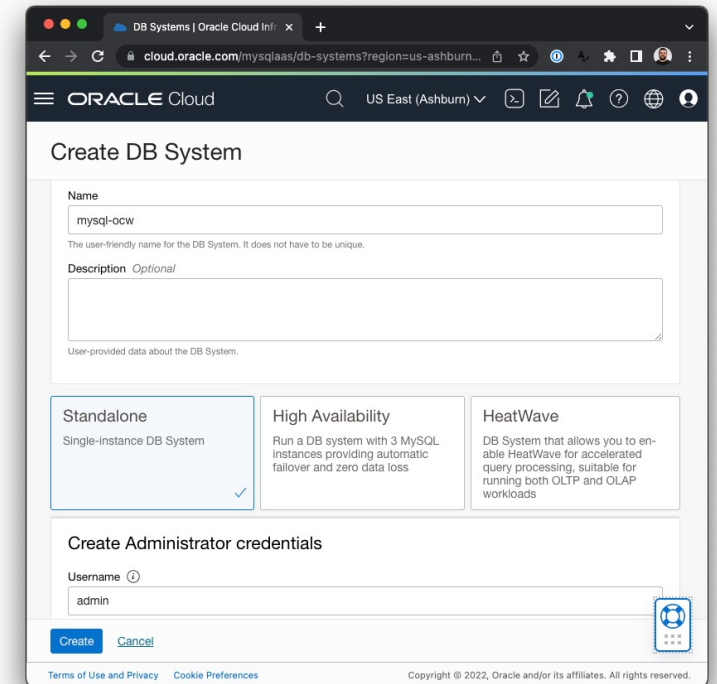 DB Systems | Oracle Cloud Infr
cloud.oracle.com/mysqlaas/db-systems?region=us-ashburn...
ORACLE Cloud
US East (Ashburn)
Create DB System
Name
mysql-ocw
The user-friendly name for the DB System. It does not have to be unique.
Description Optional
User-provided data about the DB System.
Standalone
Single-instance DB System
High Availability
Run a DB system with 3 MySQL
instances providing automatic
failover and zero data loss
HeatWave
DB System that allows you to en-
able HeatWave for accelerated
query processing, suitable for
running both OLTP and OLAP
workloads
Create Administrator credentials
Username
admin
Create Cancel
Terms of Use and Privacy Cookie Preferences Copyright © 2022, Oracle and/or its affiliates. All rights reserved.